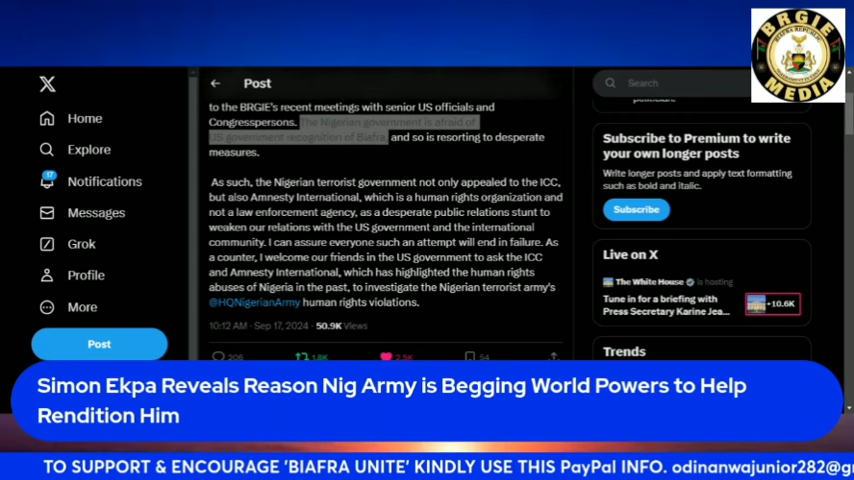 BRGIE
BIAFRA REPUBLIC
MEDIA
Post
Search
Home
Explore
17
Notifications
Messages
Grok
Profile
More
Post
to the BRGIE's recent meetings with senior US officials and
Congresspersons. The Nigerian government is afraid of
US government recognition of Biafra, and so is resorting to desperate
measures.
As such, the Nigerian terrorist government not only appealed to the ICC,
but also Amnesty International, which is a human rights organization and
not a law enforcement agency, as a desperate public relations stunt to
weaken our relations with the US government and the international
community. I can assure everyone such an attempt will end in failure. As
a counter, I welcome our friends in the US government to ask the ICC
and Amnesty International, which has highlighted the human rights
abuses of Nigeria in the past, to investigate the Nigerian terrorist army's
@HQNigerianArmy human rights violations.
10:12 AM · Sep 17, 2024 · 50.9K Views
206 1.8K 2.5K 54
Subscribe to Premium to write
your own longer posts
Write longer posts and apply text formatting
such as bold and italic.
Subscribe
Live on X
The White House is hosting
Tune in for a briefing with
Press Secretary Karine Jea...
+10.6K
Trends
Simon Ekpa Reveals Reason Nig Army is Begging World Powers to Help
Rendition Him
TO SUPPORT & ENCOURAGE 'BIAFRA UNITE' KINDLY USE THIS PayPal INFO. odinanwajunior282@g